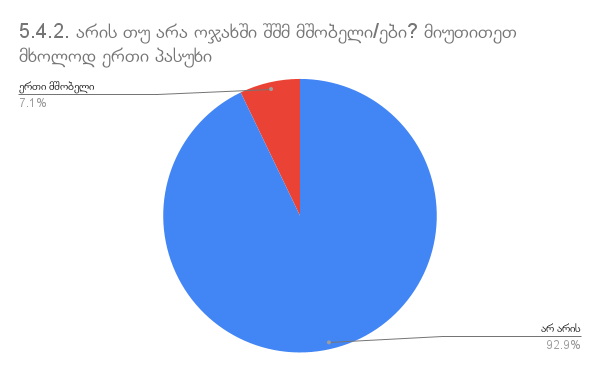 5.4.2. არის თუ არა ოჯახში შშმ მშობელი/ები? მიუთითეთ
მხოლოდ ერთი პასუხი
ერთი მშობელი
7.1%
არ არის
92.9%